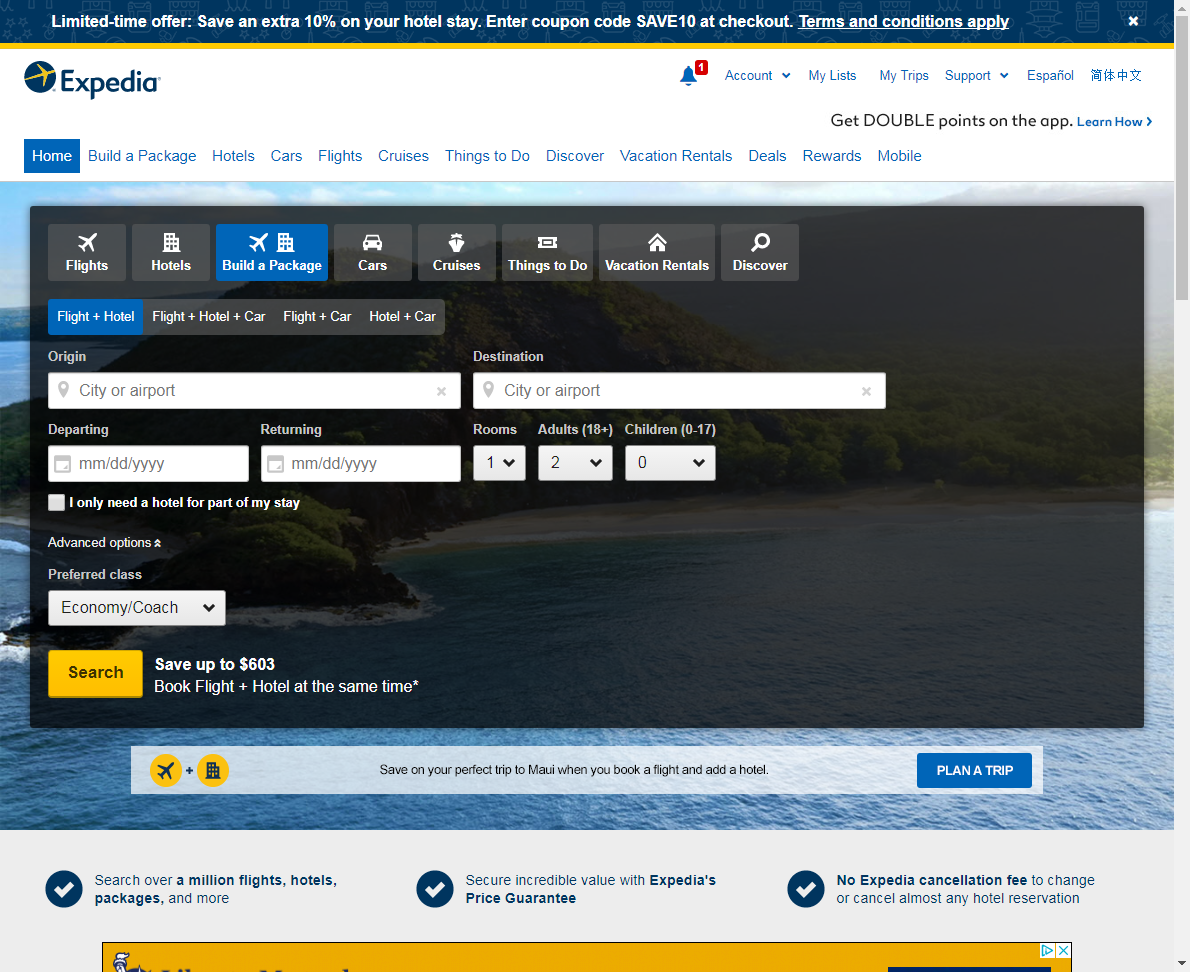 Limited-time offer: Save an extra 10% on your hotel stay. Enter coupon code SAVE10 at checkout. Terms and conditions apply
Expedia
1
Account
My Lists
My Trips
Support
Español
简体中文
Get DOUBLE points on the app. Learn How
Home
Build a Package
Hotels
Cars
Flights
Cruises
Things to Do
Discover
Vacation Rentals
Deals
Rewards
Mobile
Flights
Hotels
Build a Package
Cars
Cruises
Things to Do
Vacation Rentals
Discover
Flight + Hotel
Flight + Hotel + Car
Flight + Car
Hotel + Car
Origin
Destination
City or airport
City or airport
Departing
Returning
Rooms
Adults (18+)
Children (0-17)
mm/dd/yyyy
mm/dd/yyyy
1
2
0
I only need a hotel for part of my stay
Advanced options
Preferred class
Economy/Coach
Search
Save up to $603
Book Flight + Hotel at the same time*
Save on your perfect trip to Maui when you book a flight and add a hotel.
PLAN A TRIP
Search over a million flights, hotels,
packages, and more
Secure incredible value with Expedia's
Price Guarantee
No Expedia cancellation fee to change
or cancel almost any hotel reservation